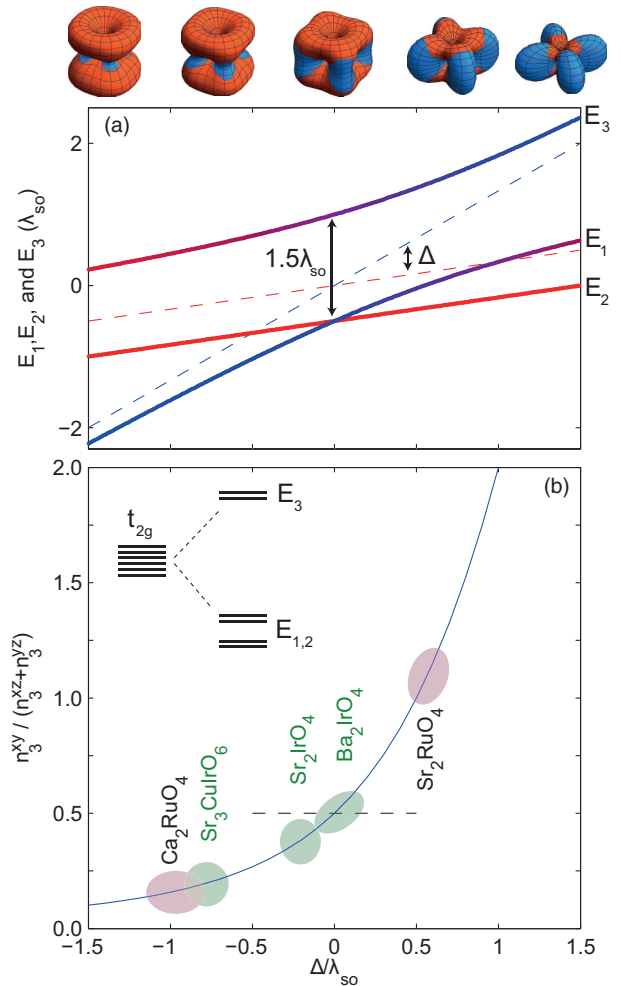 (a)
2
0
−2
E1,E2, and E3 (λso)
1.5λso
Δ
E3
E1
E2
(b)
2.0
1.5
1.0
0.5
0.0
n3xy / (n3xz+n3yz)
t2g
E3
E1,2
Ca2RuO4
Sr3CuIrO6
Sr2IrO4
Ba2IrO4
Sr2RuO4
−1.5 −1 −0.5 0 0.5 1 1.5
Δ/λso